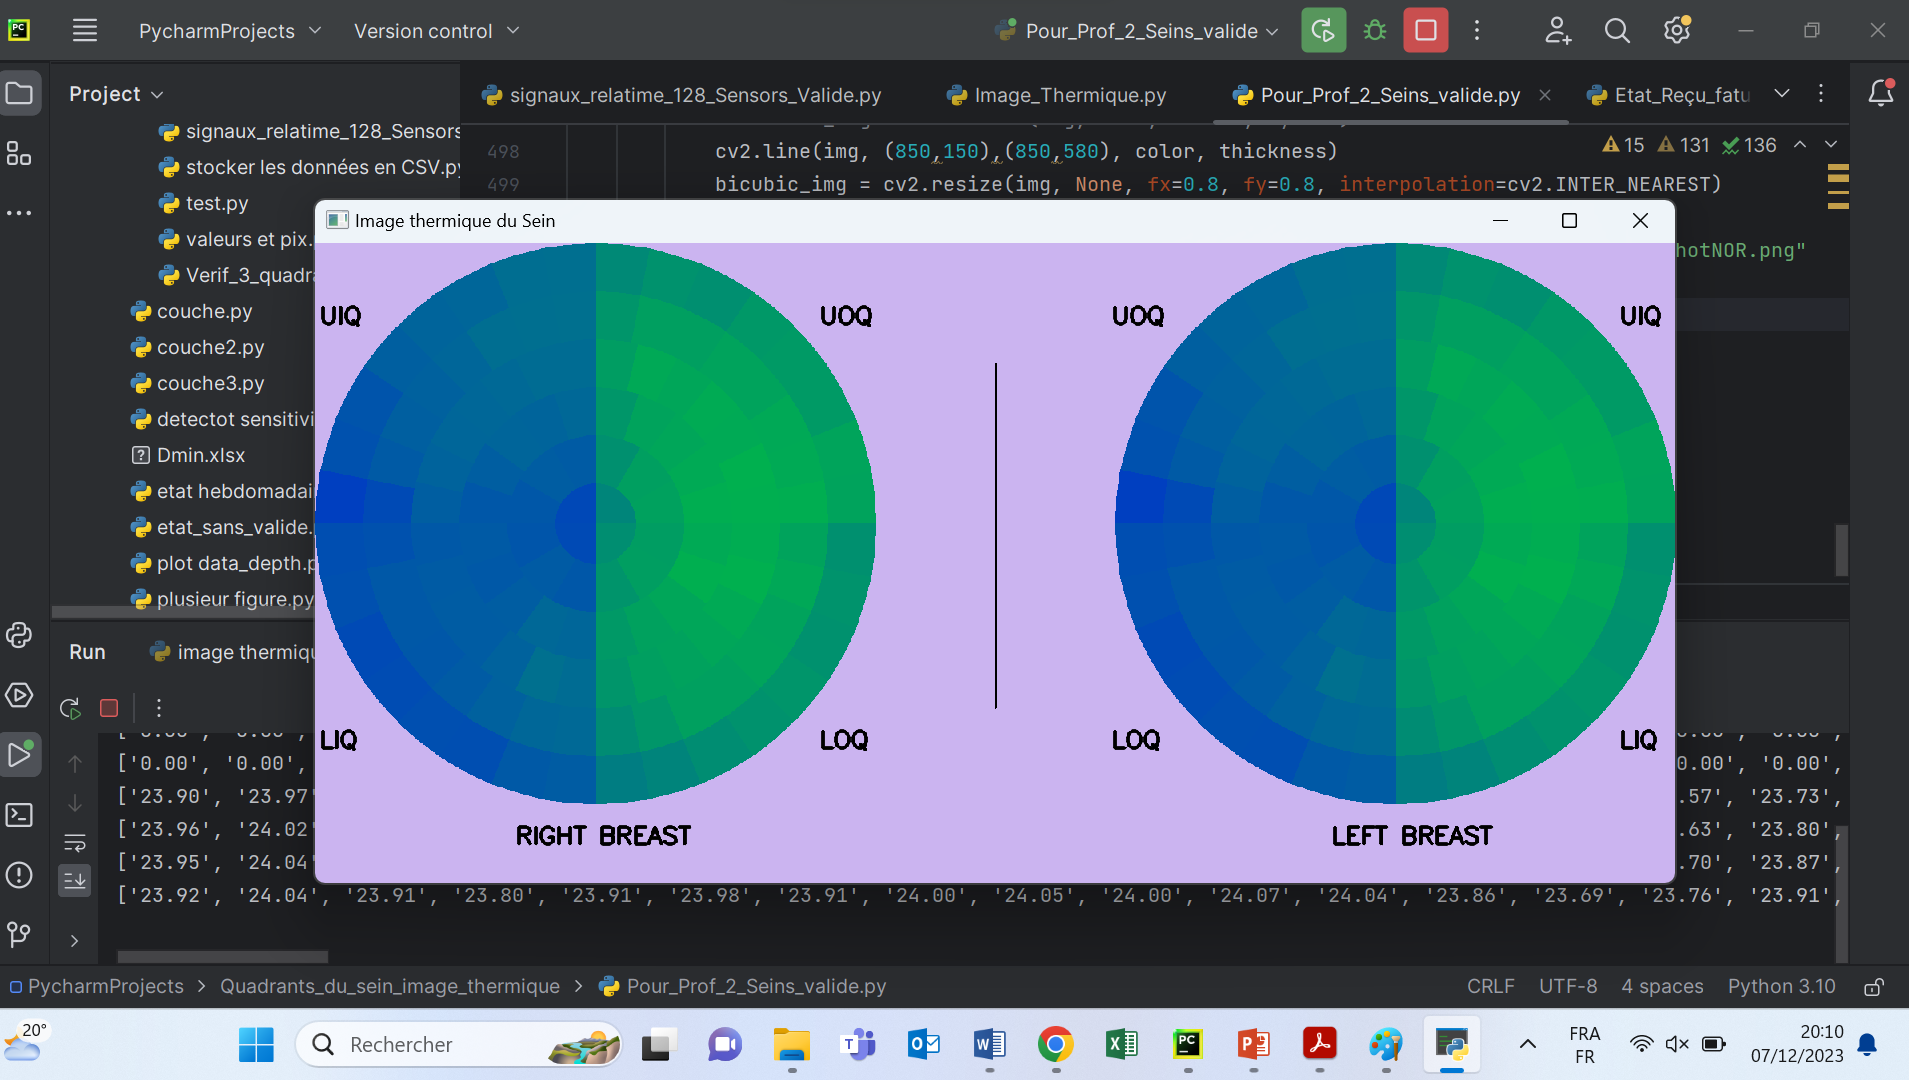 PycharmProjects
Version control
Pour_Prof_2_Seins_valide
Project
signaux_relatime_128_Sensors_Valide.py
Image_Thermique.py
Pour_Prof_2_Seins_valide.py
Etat_Reçu_fatu
signaux_relatime_128_Sensors
stocker les données en CSV.py
test.py
valeurs et pix.
Verif_3_quadra
couche.py
couche2.py
couche3.py
detectot sensitivi
Dmin.xlsx
etat hebdomadai
etat_sans_valide.
plot data_depth.p
plusieur figure.py
498 cv2.line(img, (850,150),(850,580), color, thickness)
15 131 136
499 bicubic_img = cv2.resize(img, None, fx=0.8, fy=0.8, interpolation=cv2.INTER_NEAREST)
hotNOR.png"
Image thermique du Sein
UIQ UOQ UOQ UIQ
LIQ LOQ LOQ LIQ
RIGHT BREAST LEFT BREAST
Run image thermiqu
['0.00', '0.00', 0.00', '0.00',
['23.90', '23.97' .57', '23.73',
['23.96', '24.02' .63', '23.80',
['23.95', '24.04' .70', '23.87',
['23.92', '24.04', '23.91', '23.80', '23.91', '23.98', '23.91', '24.00', '24.05', '24.00', '24.07', '24.04', '23.86', '23.69', '23.76', '23.91',
PycharmProjects > Quadrants_du_sein_image_thermique > Pour_Prof_2_Seins_valide.py
CRLF UTF-8 4 spaces Python 3.10
20°
Rechercher
FRA
FR
20:10
07/12/2023